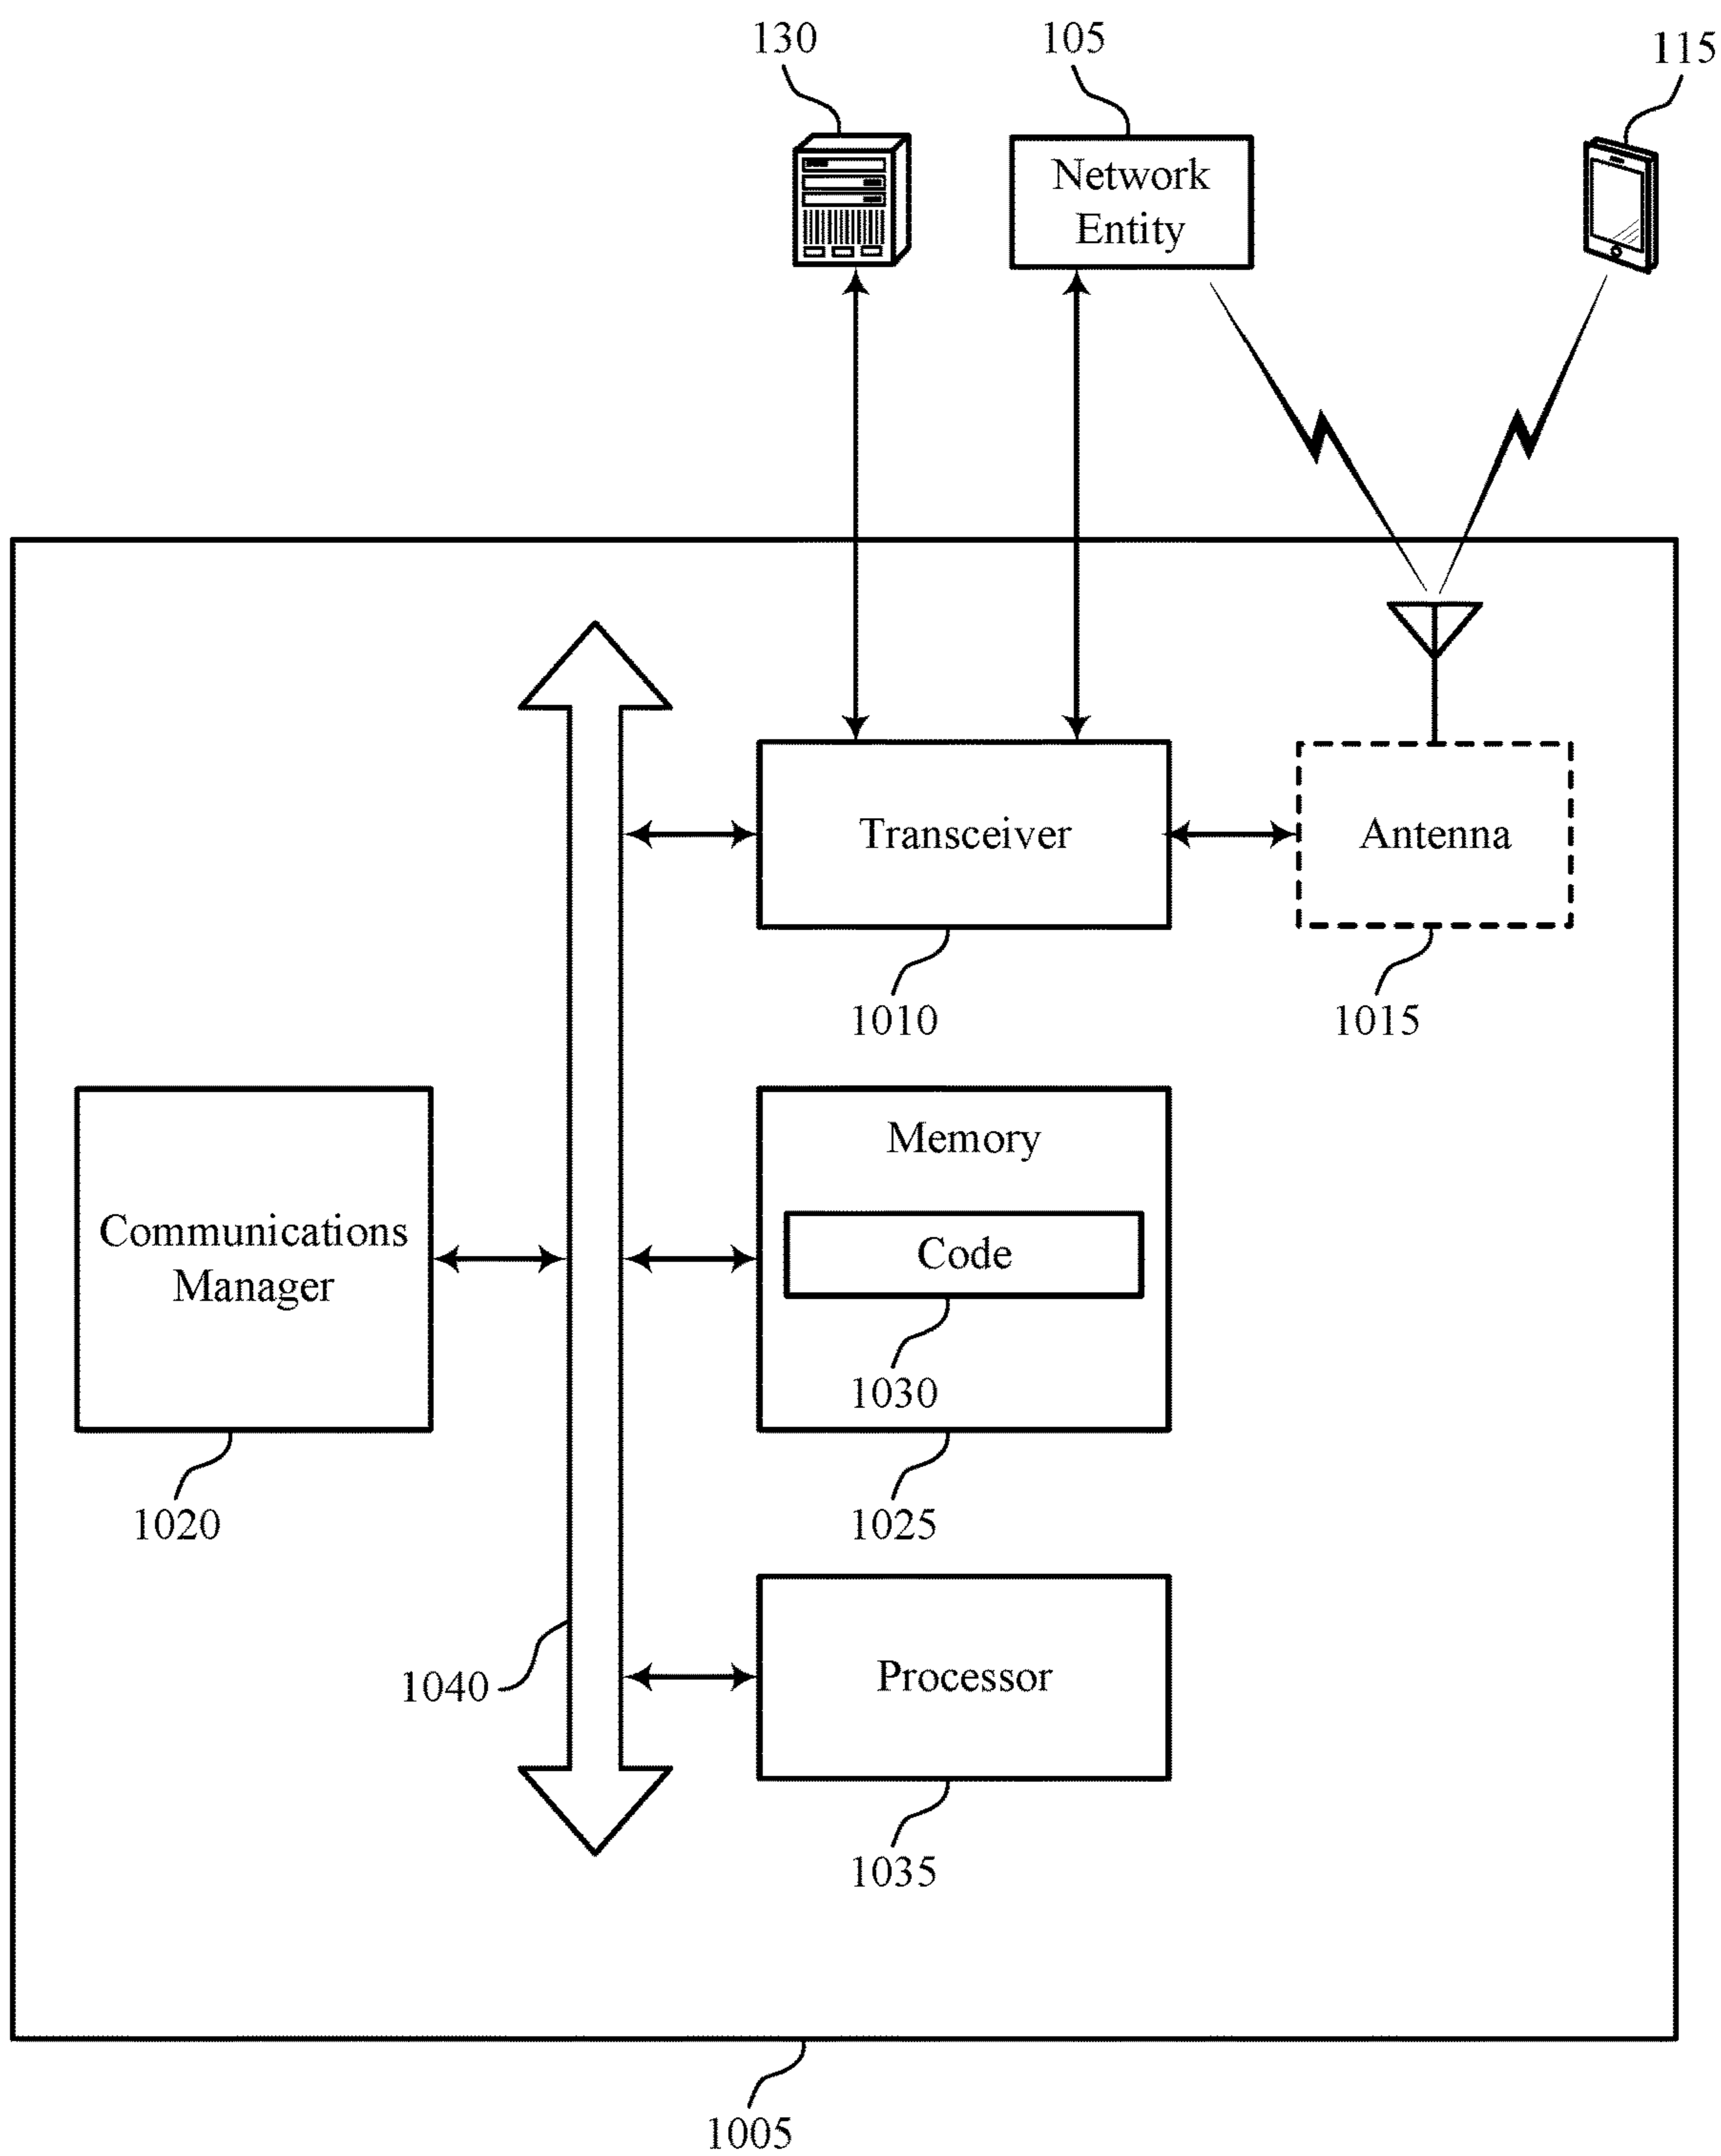 130
105
115
Network
Entity
Transceiver
Antenna
1010
1015
Memory
Communications
Manager
Code
1030
1020
1025
1040
Processor
1035
1005